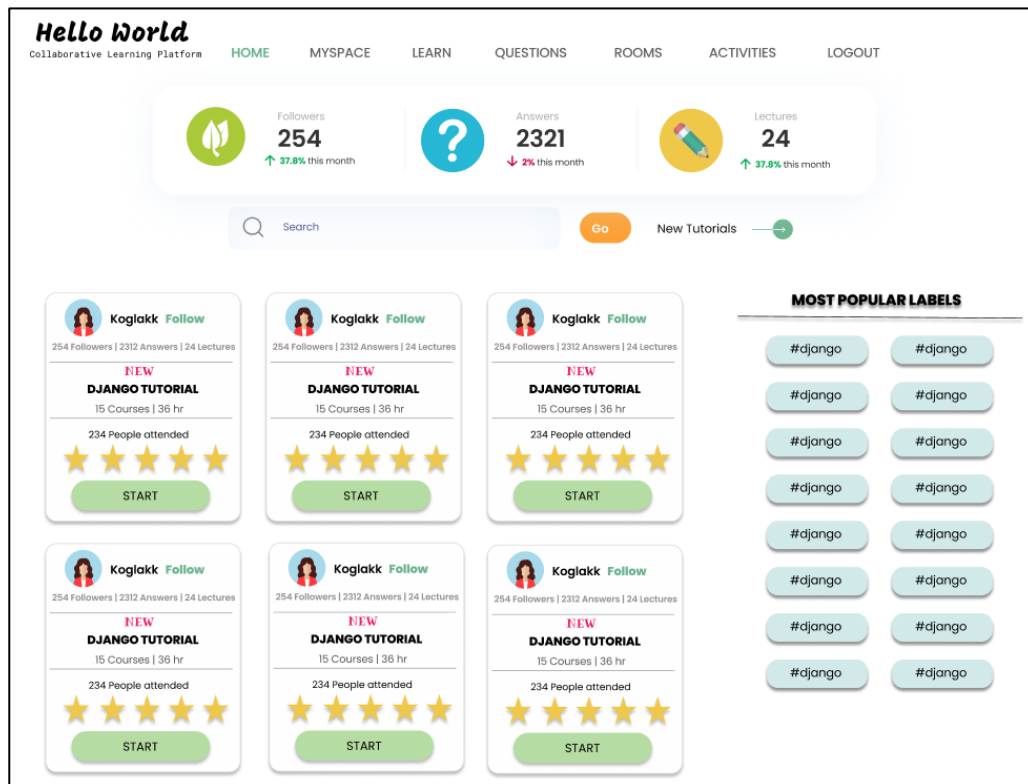 Hello World
Collaborative Learning Platform
HOME MYSPACE LEARN QUESTIONS ROOMS ACTIVITIES LOGOUT
Followers
254
37.8% this month
Answers
2321
2% this month
Lectures
24
37.8% this month
Search
Go
New Tutorials
Koglakk Follow
254 Followers | 2312 Answers | 24 Lectures
NEW
DJANGO TUTORIAL
15 Courses | 36 hr
234 People attended
START
Koglakk Follow
254 Followers | 2312 Answers | 24 Lectures
NEW
DJANGO TUTORIAL
15 Courses | 36 hr
234 People attended
START
Koglakk Follow
254 Followers | 2312 Answers | 24 Lectures
NEW
DJANGO TUTORIAL
15 Courses | 36 hr
234 People attended
START
Koglakk Follow
254 Followers | 2312 Answers | 24 Lectures
NEW
DJANGO TUTORIAL
15 Courses | 36 hr
234 People attended
START
Koglakk Follow
254 Followers | 2312 Answers | 24 Lectures
NEW
DJANGO TUTORIAL
15 Courses | 36 hr
234 People attended
START
Koglakk Follow
254 Followers | 2312 Answers | 24 Lectures
NEW
DJANGO TUTORIAL
15 Courses | 36 hr
234 People attended
START
MOST POPULAR LABELS
#django #django
#django #django
#django #django
#django #django
#django #django
#django #django
#django #django
#django #django